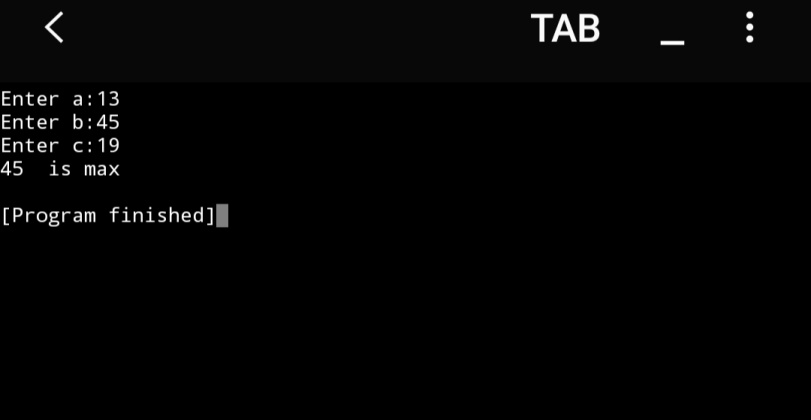 TAB _
Enter a:13
Enter b:45
Enter c:19
45  is max
[Program finished]